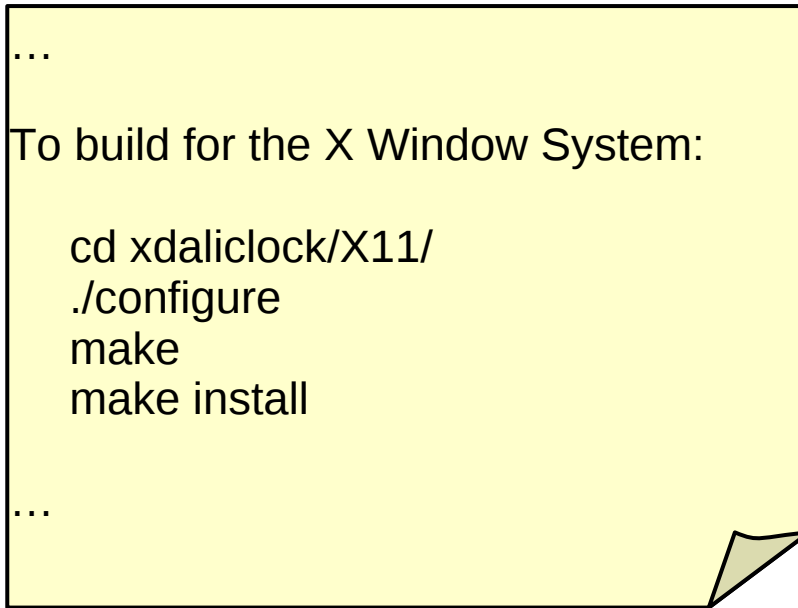 …
To build for the X Window System:
cd xdaliclock/X11/
./configure
make
make install
…